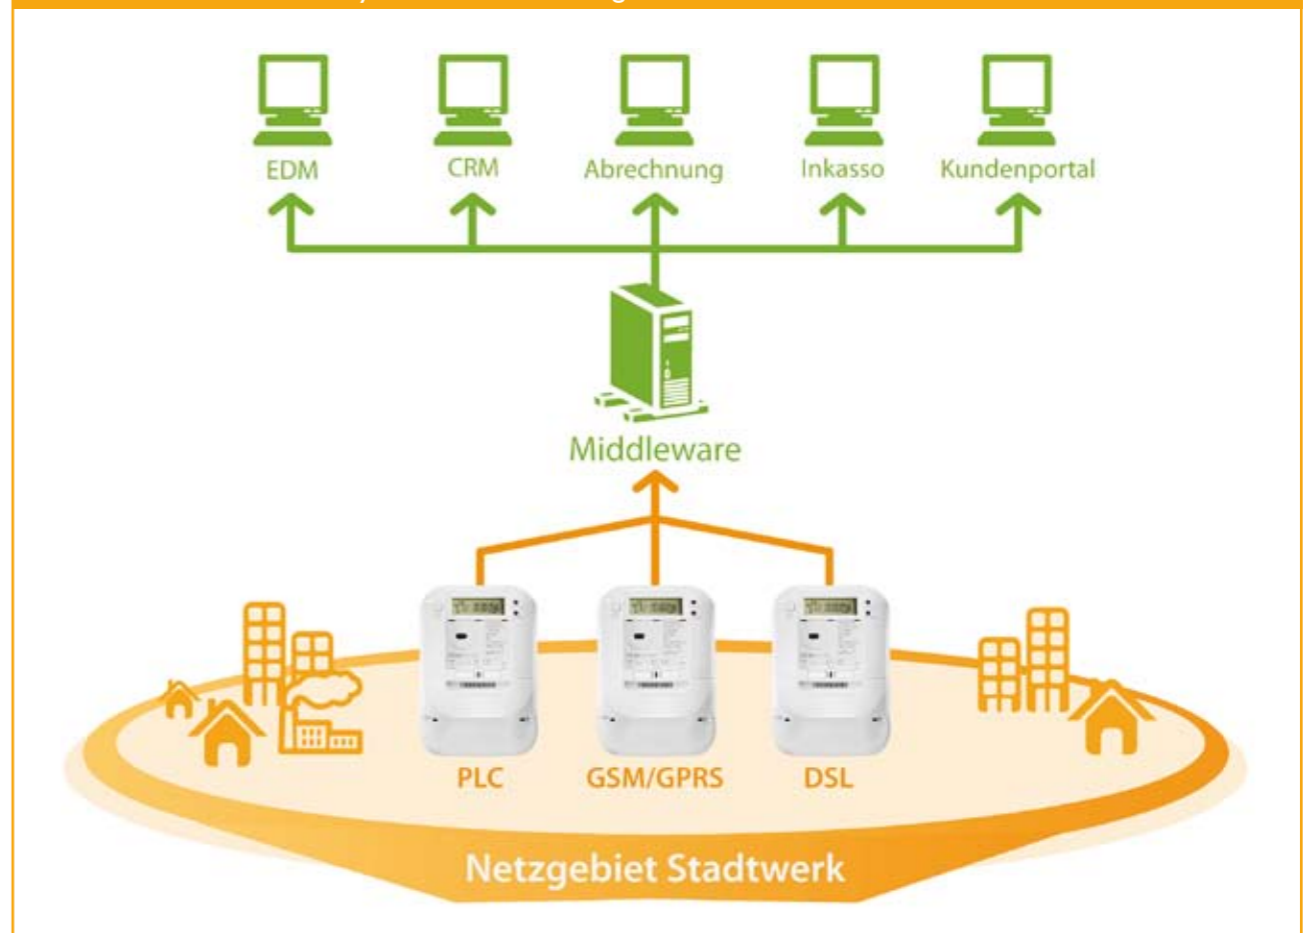 EDM
CRM
Abrechnung
Inkasso
Kundenportal
Middleware
PLC
GSM/GPRS
DSL
Netzgebiet Stadtwerk